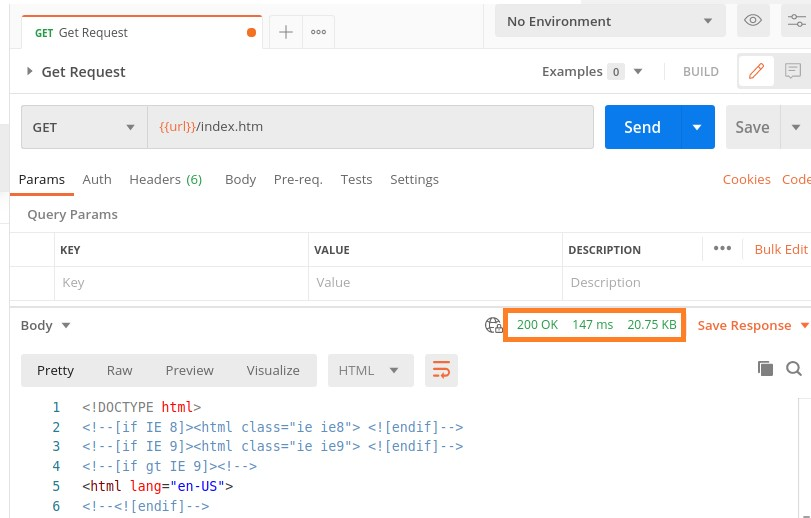 GET Get Request
No Environment
Get Request
Examples 0
BUILD
GET
{{url}}/index.htm
Send
Save
Params Auth Headers (6) Body Pre-req. Tests Settings
Cookies Code
Query Params
KEY VALUE DESCRIPTION
Bulk Edit
Key Value Description
Body
200 OK 147 ms 20.75 KB
Save Response
Pretty Raw Preview Visualize HTML
1 <!DOCTYPE html>
2 <!--[if IE 8]><html class="ie ie8"> <![endif]-->
3 <!--[if IE 9]><html class="ie ie9"> <![endif]-->
4 <!--[if gt IE 9]><!-->
5 <html lang="en-US">
6 <!--<![endif]-->